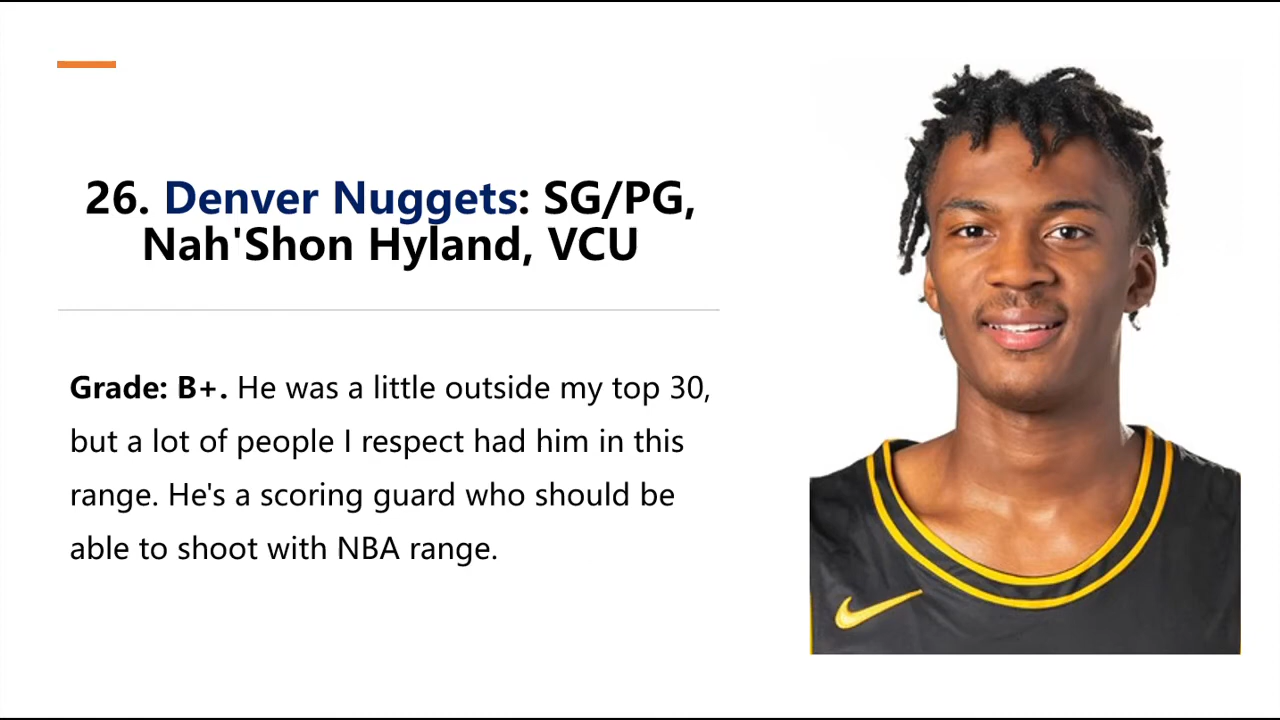 26. Denver Nuggets: SG/PG,
Nah'Shon Hyland, VCU
Grade: B+. He was a little outside my top 30,
but a lot of people I respect had him in this
range. He's a scoring guard who should be
able to shoot with NBA range.